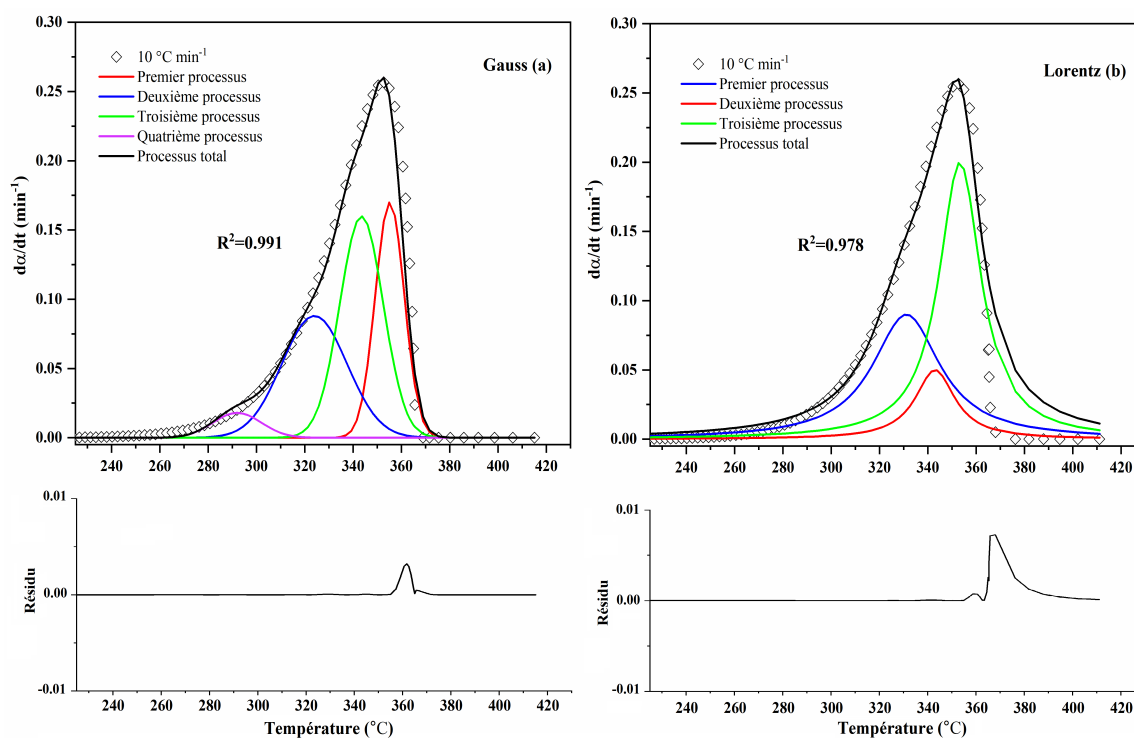 0.30
0.25
0.20
0.15
0.10
0.05
0.00
dα/dt (min⁻¹)
10 °C min⁻¹
Premier processus
Deuxième processus
Troisième processus
Quatrième processus
Processus total
Gauss (a)
R²=0.991
240 260 280 300 320 340 360 380 400 420
0.01
0.00
-0.01
Résidu
220 240 260 280 300 320 340 360 380 400 420
Température (°C)
0.30
0.25
0.20
0.15
0.10
0.05
0.00
dα/dt (min⁻¹)
10 °C min⁻¹
Premier processus
Deuxième processus
Troisième processus
Processus total
Lorentz (b)
R²=0.978
240 260 280 300 320 340 360 380 400 420
0.01
0.00
-0.01
Résidu
220 240 260 280 300 320 340 360 380 400 420
Température (°C)